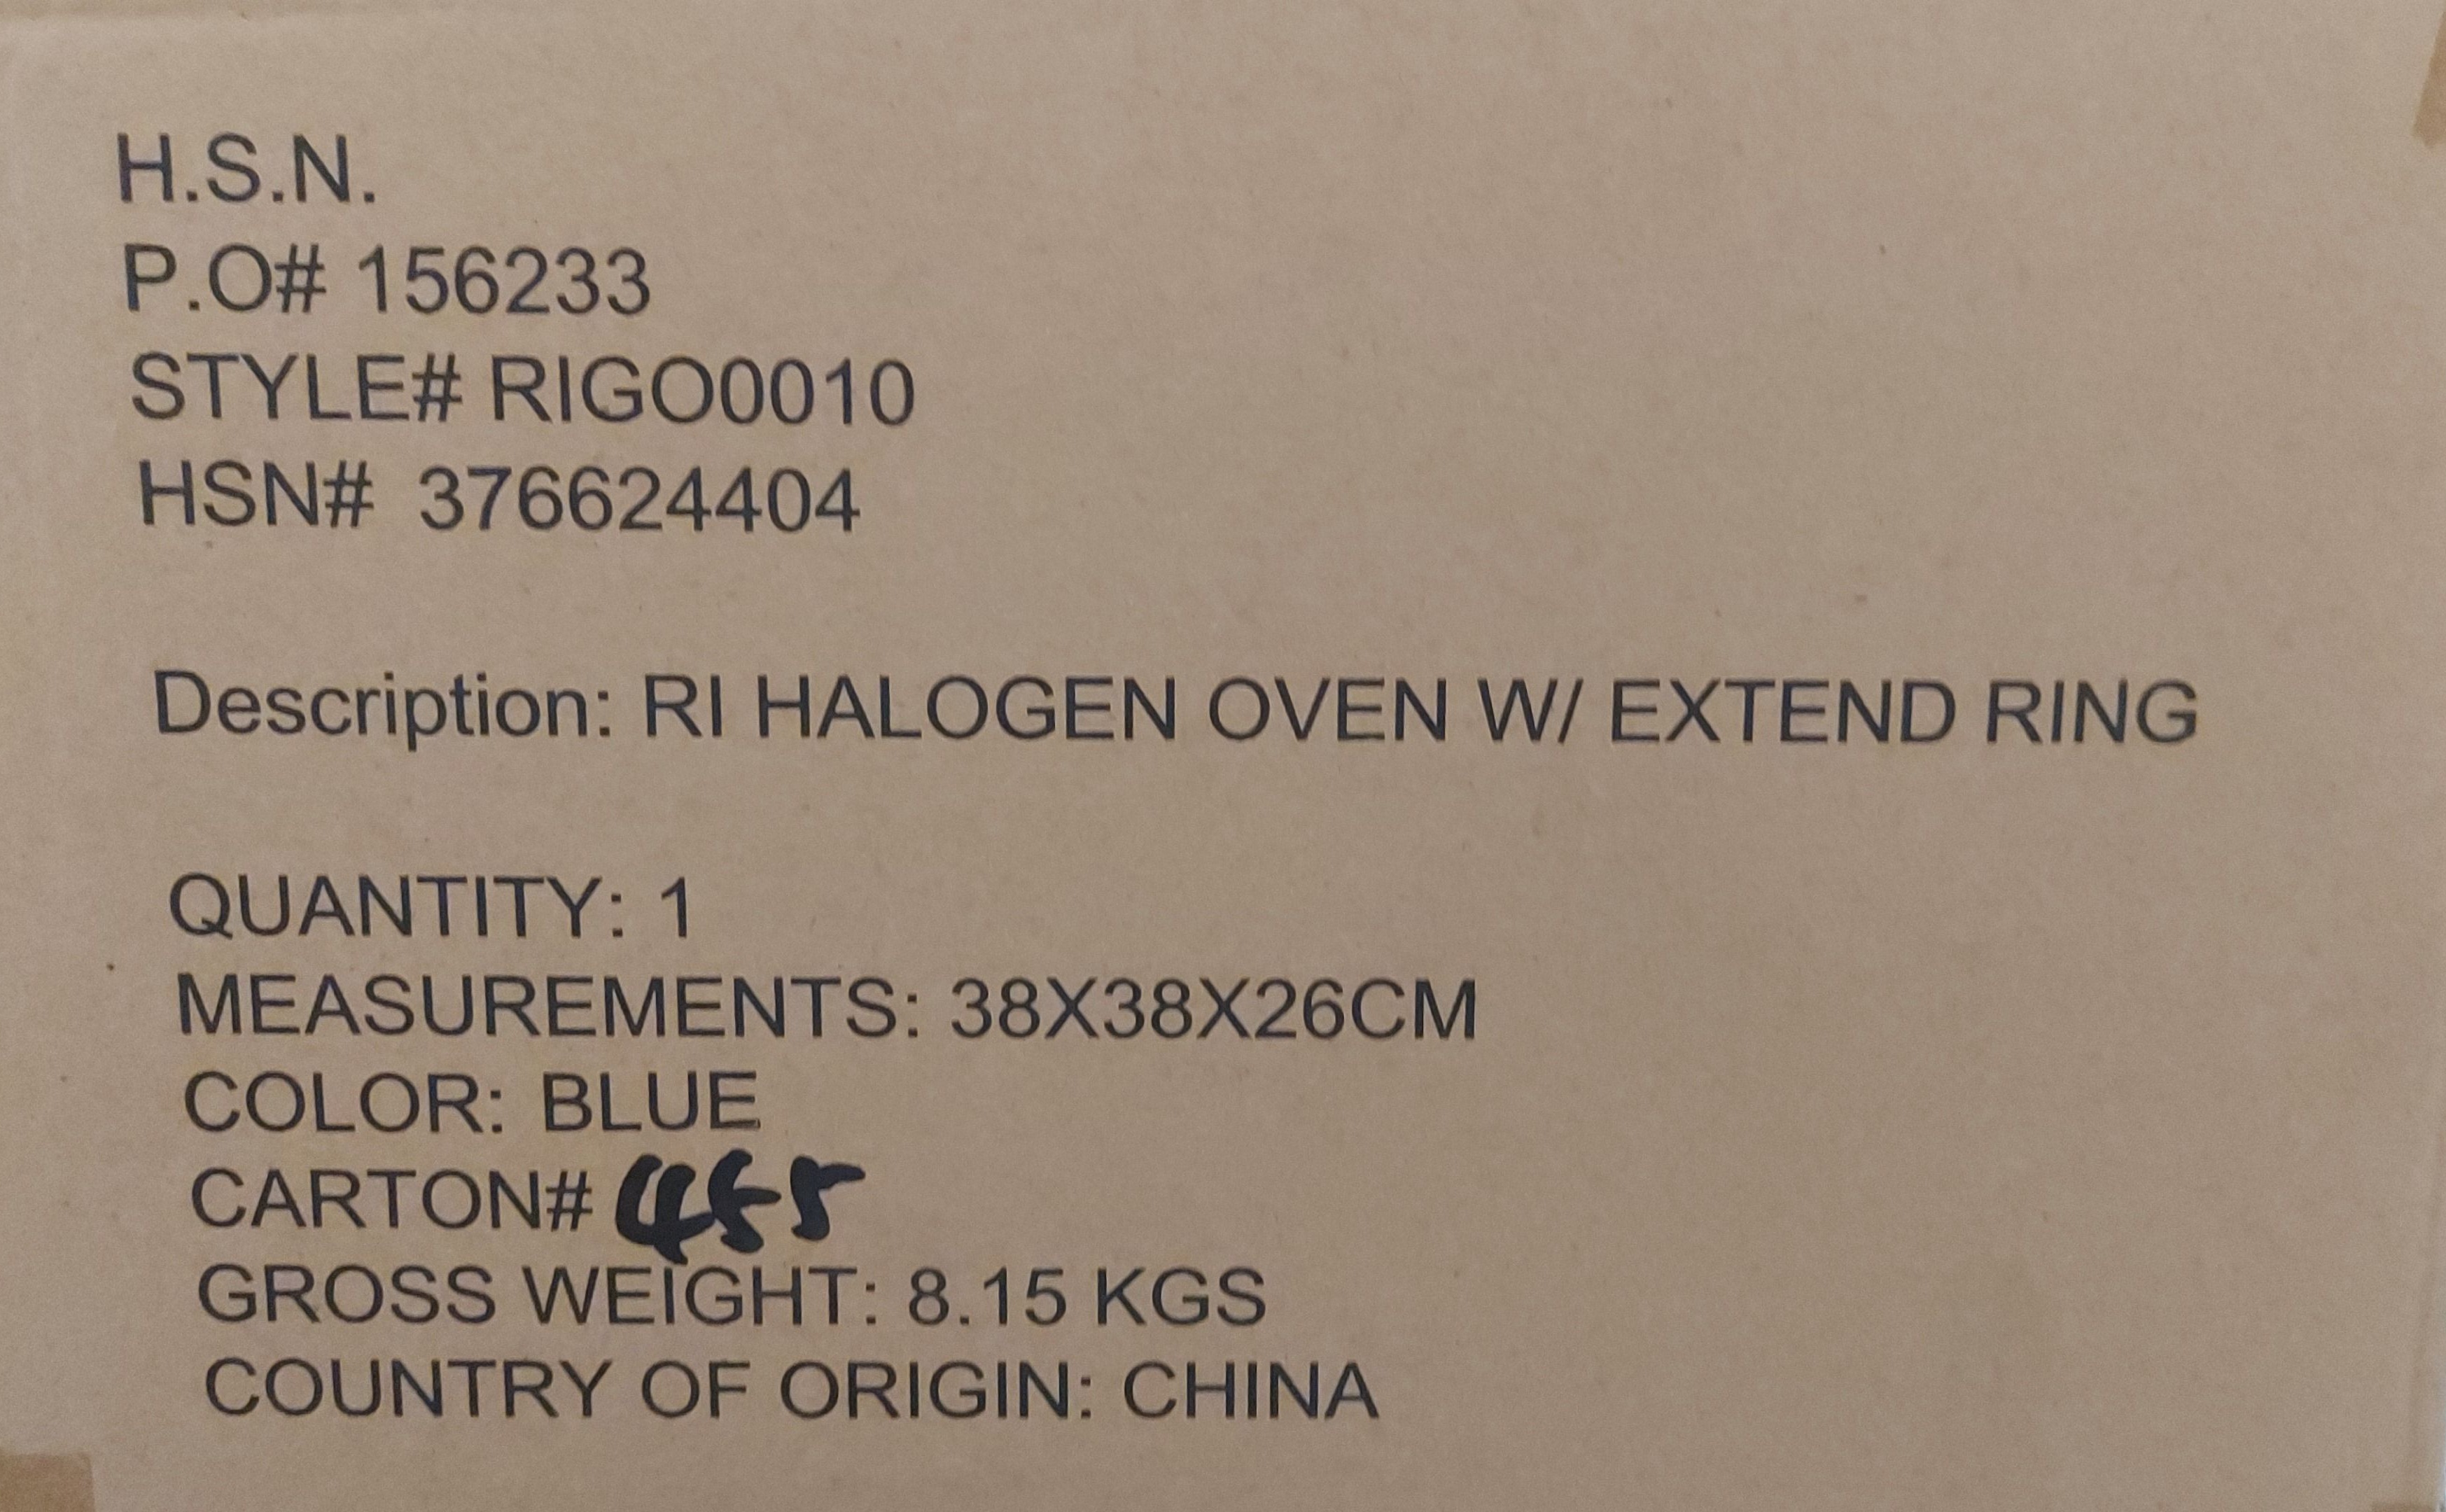 H.S.N.
P.O# 156233
STYLE# RIGO0010
HSN# 376624404
Description: RI HALOGEN OVEN W/ EXTEND RING
QUANTITY: 1
MEASUREMENTS: 38X38X26CM
COLOR: BLUE
CARTON# 455
GROSS WEIGHT: 8.15 KGS
COUNTRY OF ORIGIN: CHINA